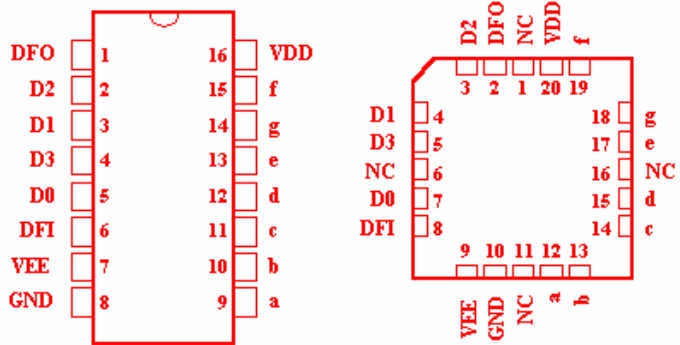 DFO 1 16 VDD
D2 2 15 f
D1 3 14 g
D3 4 13 e
D0 5 12 d
DFI 6 11 c
VEE 7 10 b
GND 8 9 a
D2 DFO NC VDD f
3 2 1 20 19
D1 4 18 g
D3 5 17 e
NC 6 16 NC
D0 7 15 d
DFI 8 14 c
9 10 11 12 13
VEE GND NC a b